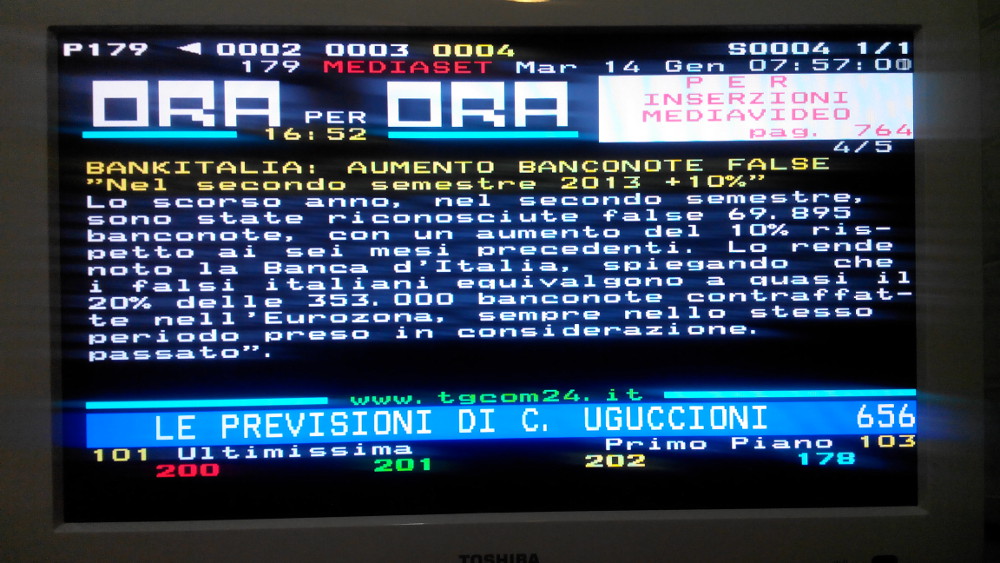 P179 ◄ 0002 0003 0004 S0004 1/1
179 MEDIASET Mar 14 Gen 07:57:00
ORA PER ORA
16:52
PER
INSERZIONI
MEDIAVIDEO
pag. 764
4/5
BANKITALIA: AUMENTO BANCONOTE FALSE
"Nel secondo semestre 2013 +10%"
Lo scorso anno, nel secondo semestre,
sono state riconosciute false 69.895
banconote, con un aumento del 10% ris-
petto ai sei mesi precedenti. Lo rende
noto la Banca d'Italia, spiegando che
i falsi italiani equivalgono a quasi il
20% delle 353.000 banconote contraffat-
te nell'Eurozona, sempre nello stesso
periodo preso in considerazione.
passato".
www.tgcom24.it
LE PREVISIONI DI C. UGUCCIONI 656
101 Ultimissima Primo Piano 103
200 201 202 178
TOSHIBA